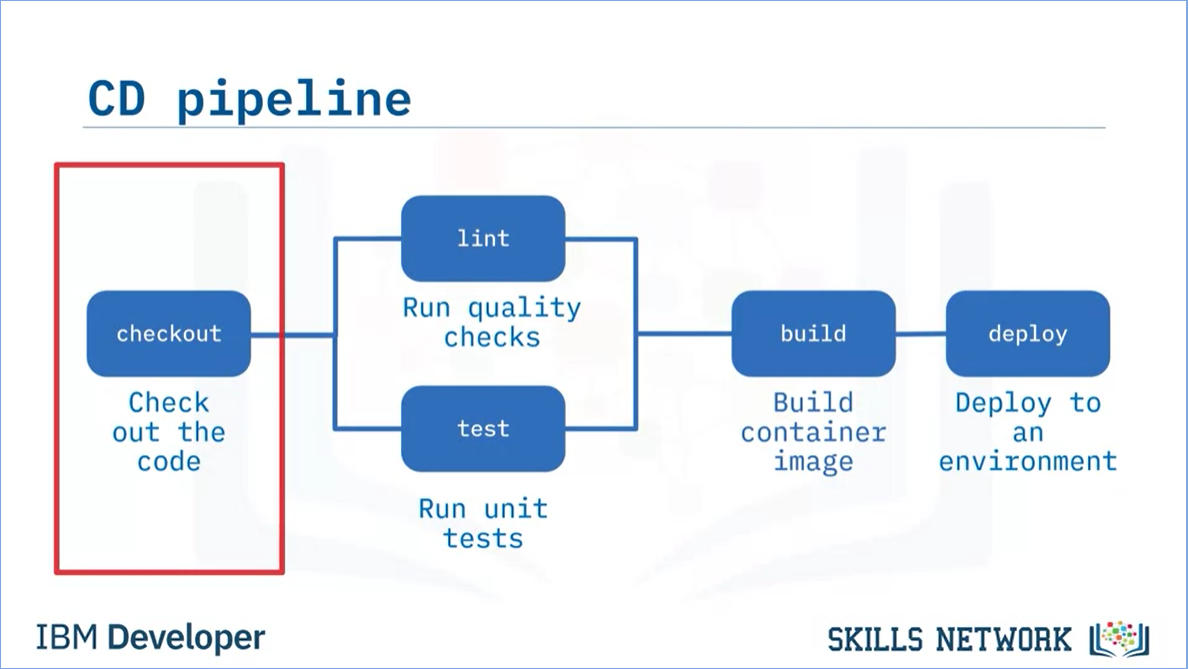 CD pipeline
checkout
Check
out the
code
lint
Run quality
checks
test
Run unit
tests
build
Build
container
image
deploy
Deploy to
an
environment
IBM Developer
SKILLS NETWORK